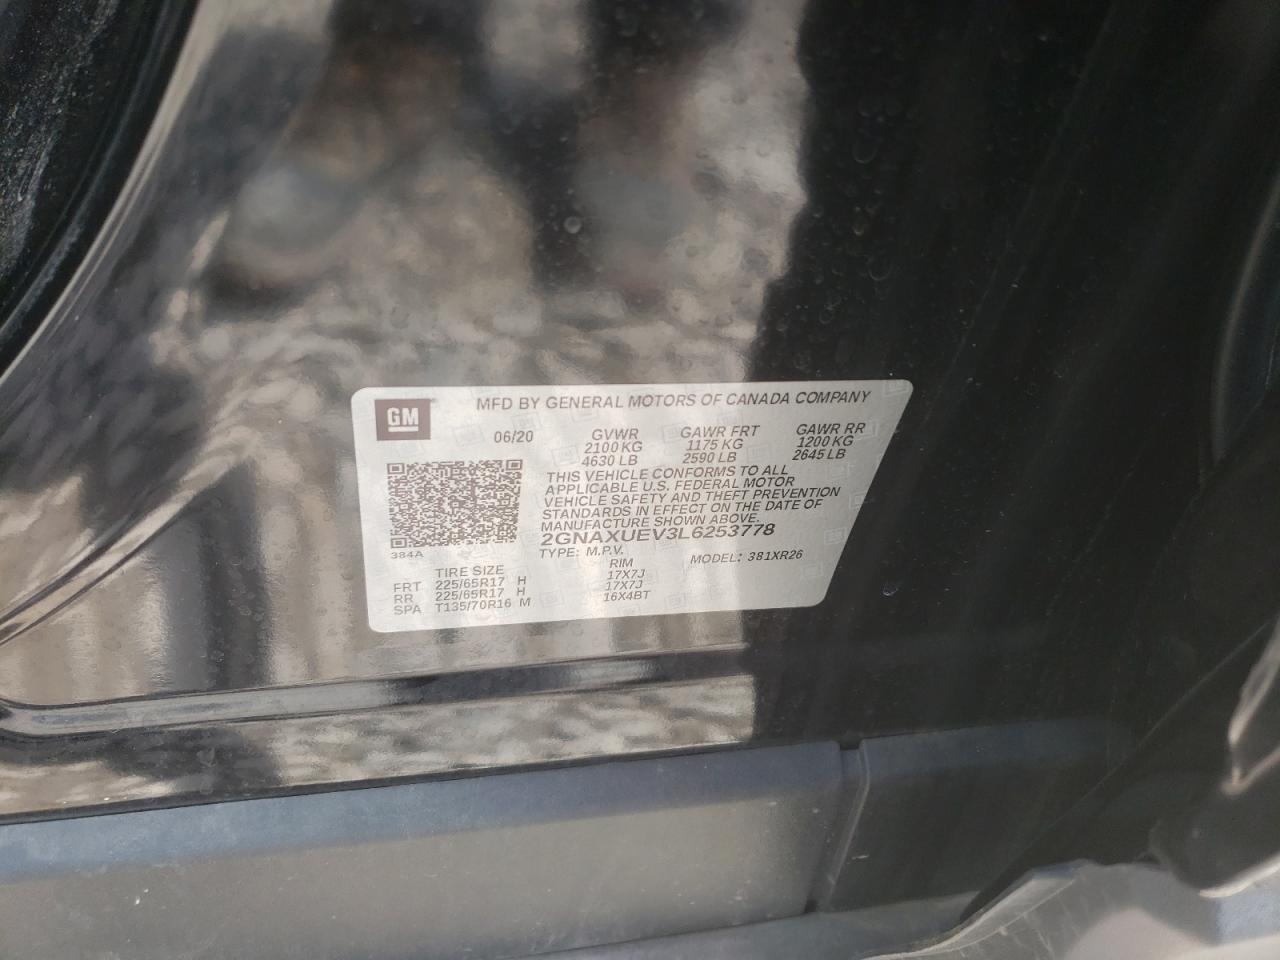 GM
MFD BY GENERAL MOTORS OF CANADA COMPANY
06/20 GVWR GAWR FRT GAWR RR
2100 KG 1175 KG 1200 KG
4630 LB 2590 LB 2645 LB
THIS VEHICLE CONFORMS TO ALL
APPLICABLE U.S. FEDERAL MOTOR
VEHICLE SAFETY AND THEFT PREVENTION
STANDARDS IN EFFECT ON THE DATE OF
MANUFACTURE SHOWN ABOVE.
2GNAXUEV3L6253778
384A TYPE: M.P.V. MODEL: 381XR26
TIRE SIZE RIM
FRT 225/65R17 H 17X7J
RR 225/65R17 H 17X7J
SPA T135/70R16 M 16X4BT